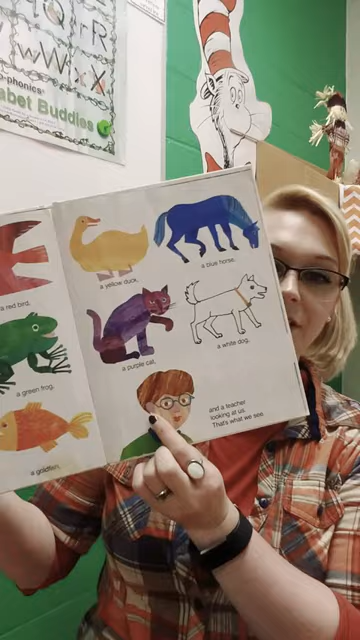 Q R r
W w X x
-phonics®
abet Buddies
a red bird,
a yellow duck,
a blue horse,
a green frog,
a purple cat,
a white dog,
a goldfish,
and a teacher
looking at us.
That's what we see.